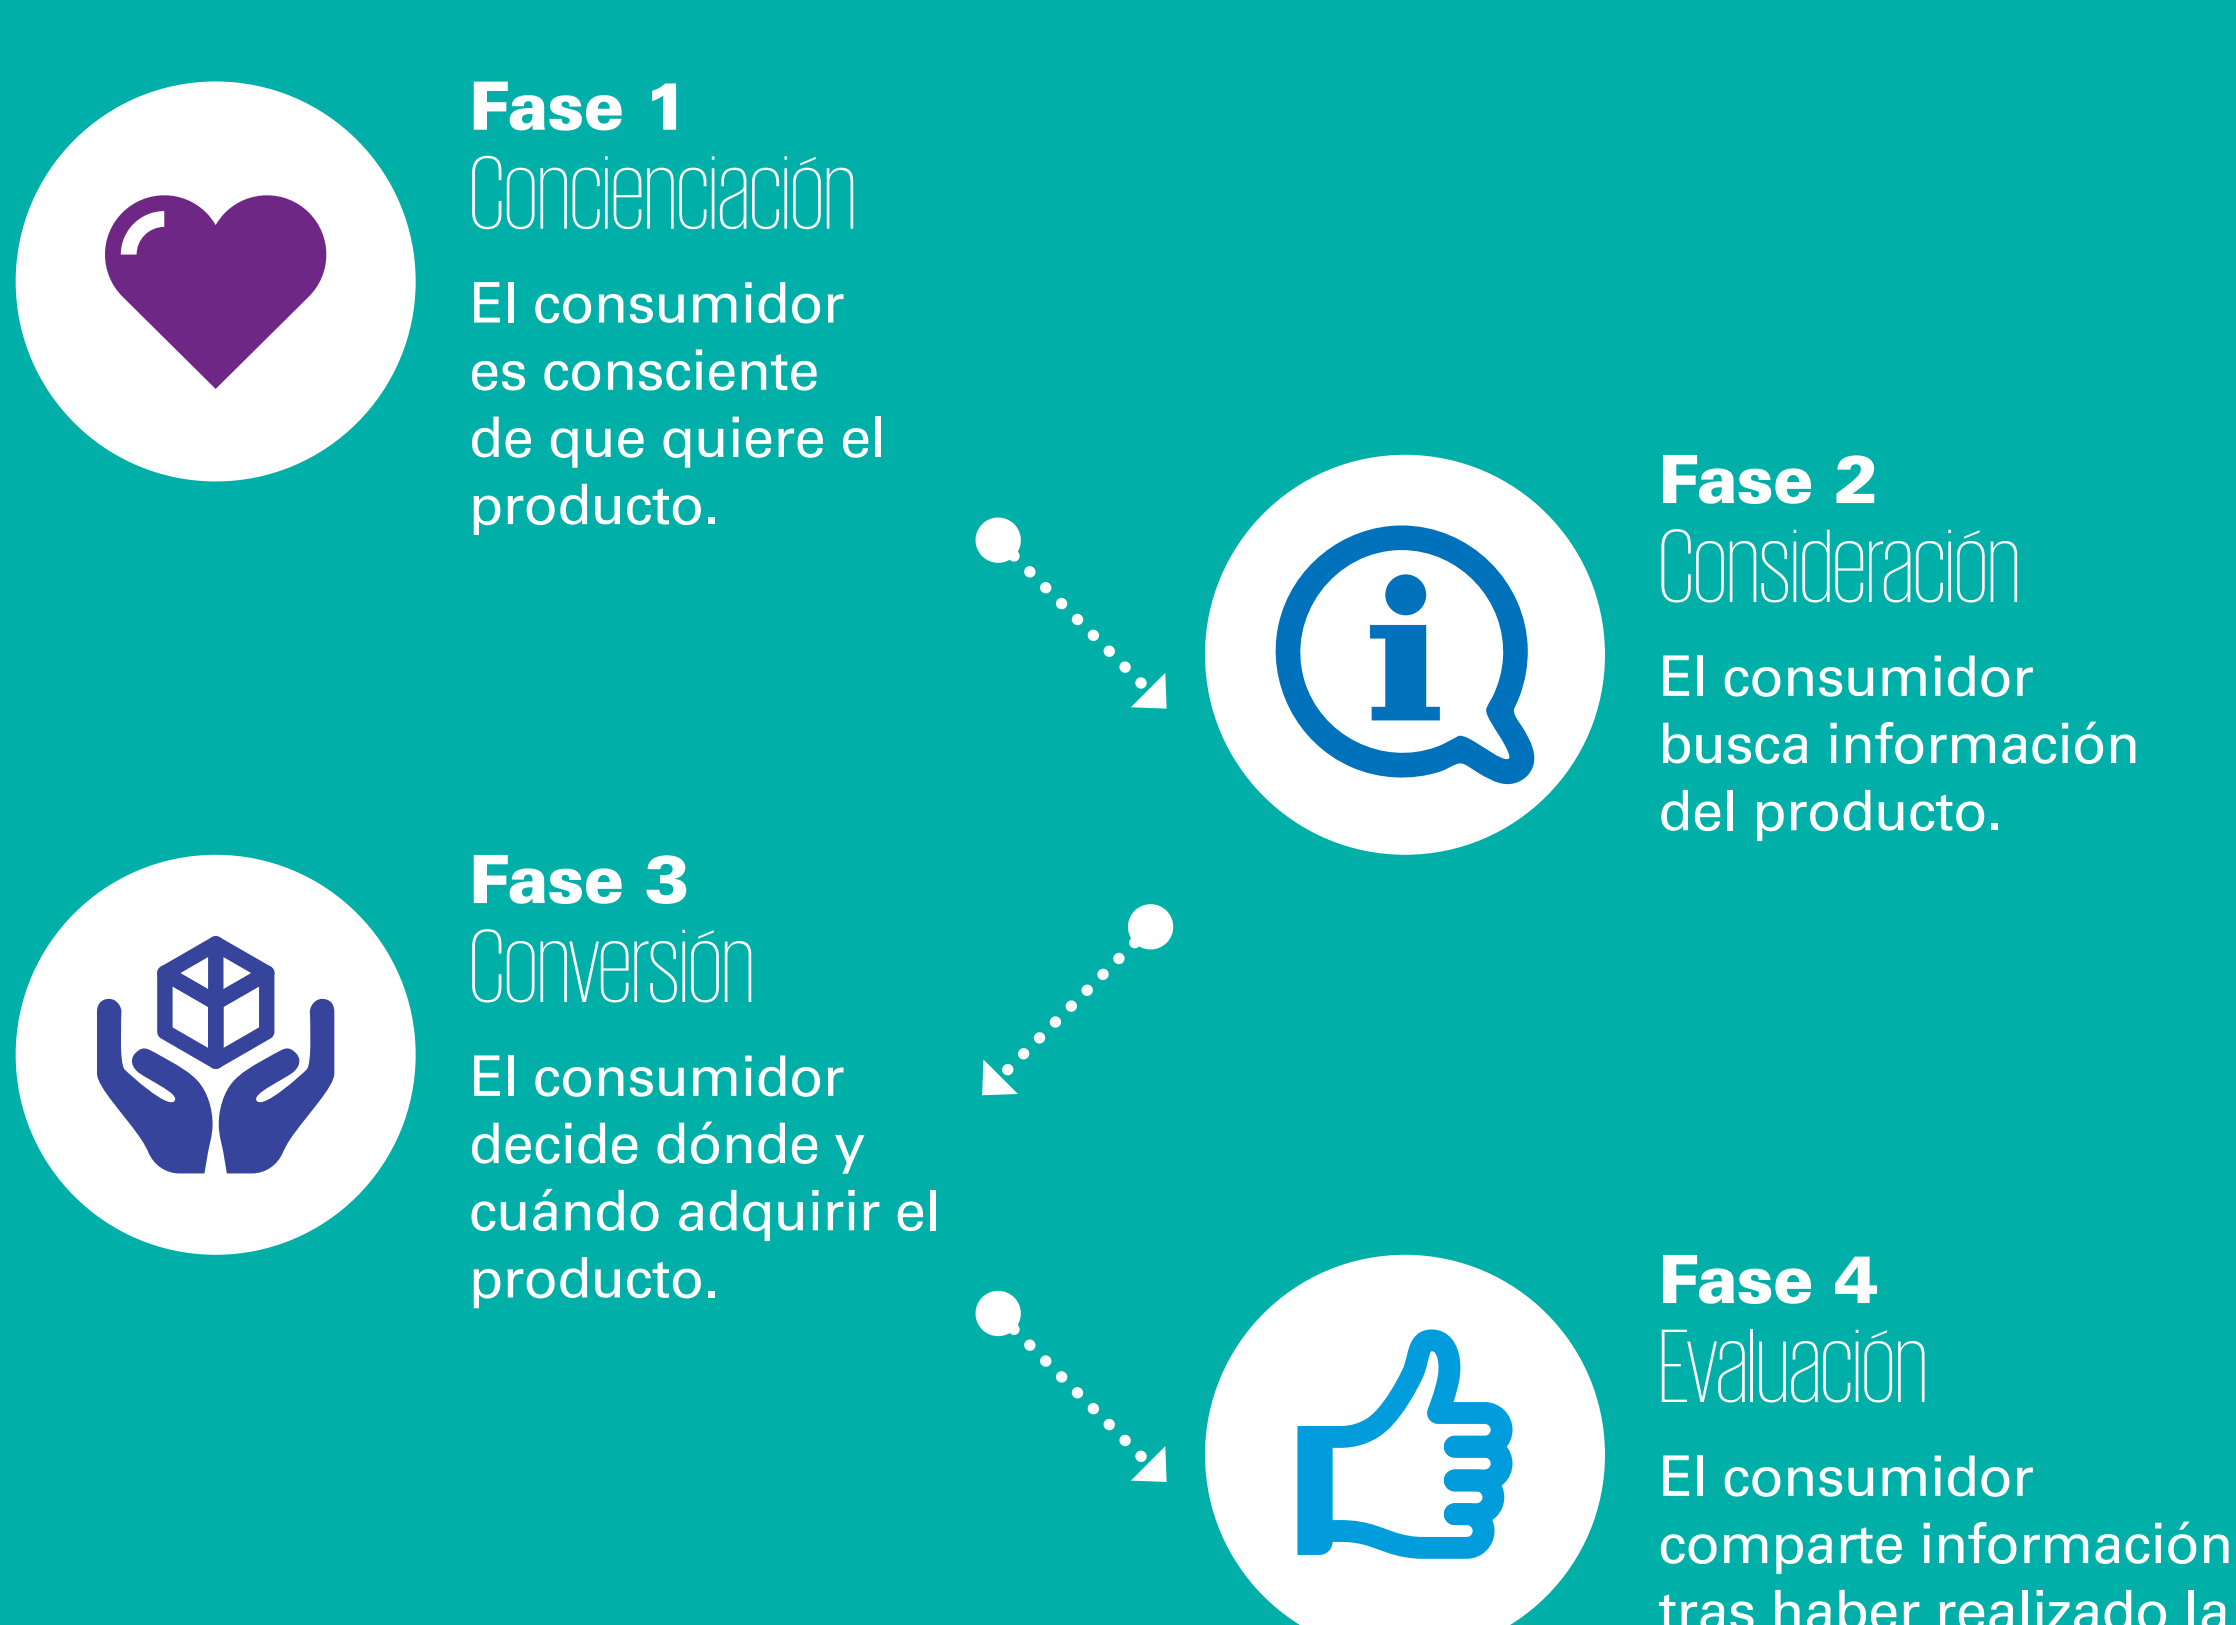 Fase 1
Concienciación
El consumidor
es consciente
de que quiere el
producto.
Fase 2
Consideración
El consumidor
busca información
del producto.
Fase 3
Conversión
El consumidor
decide dónde y
cuándo adquirir el
producto.
Fase 4
Evaluación
El consumidor
comparte información
tras haber realizado la